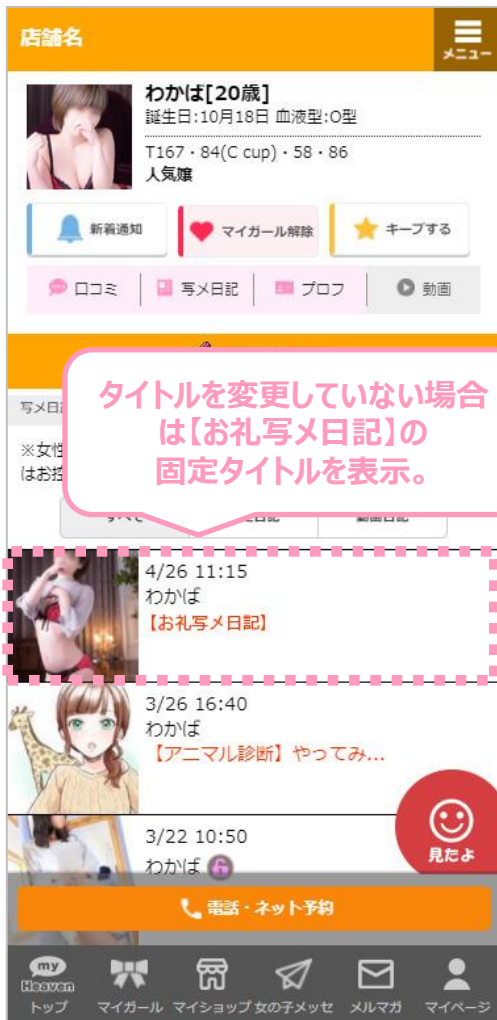 店舗名
メニュー
わかば[20歳]
誕生日:10月18日 血液型:O型
T167・84(C cup)・58・86
人気嬢
新着通知
マイガール解除
キープする
口コミ
写メ日記
プロフ
動画
タイトルを変更していない場合
は【お礼写メ日記】の
固定タイトルを表示。
写メ日
※女性
はお控
4/26 11:15
わかば
【お礼写メ日記】
3/26 16:40
わかば
【アニマル診断】やってみ...
3/22 10:50
わかば
見たよ
電話・ネット予約
my
Heaven
トップ
マイガール
マイショップ
女の子メッセ
メルマガ
マイページ